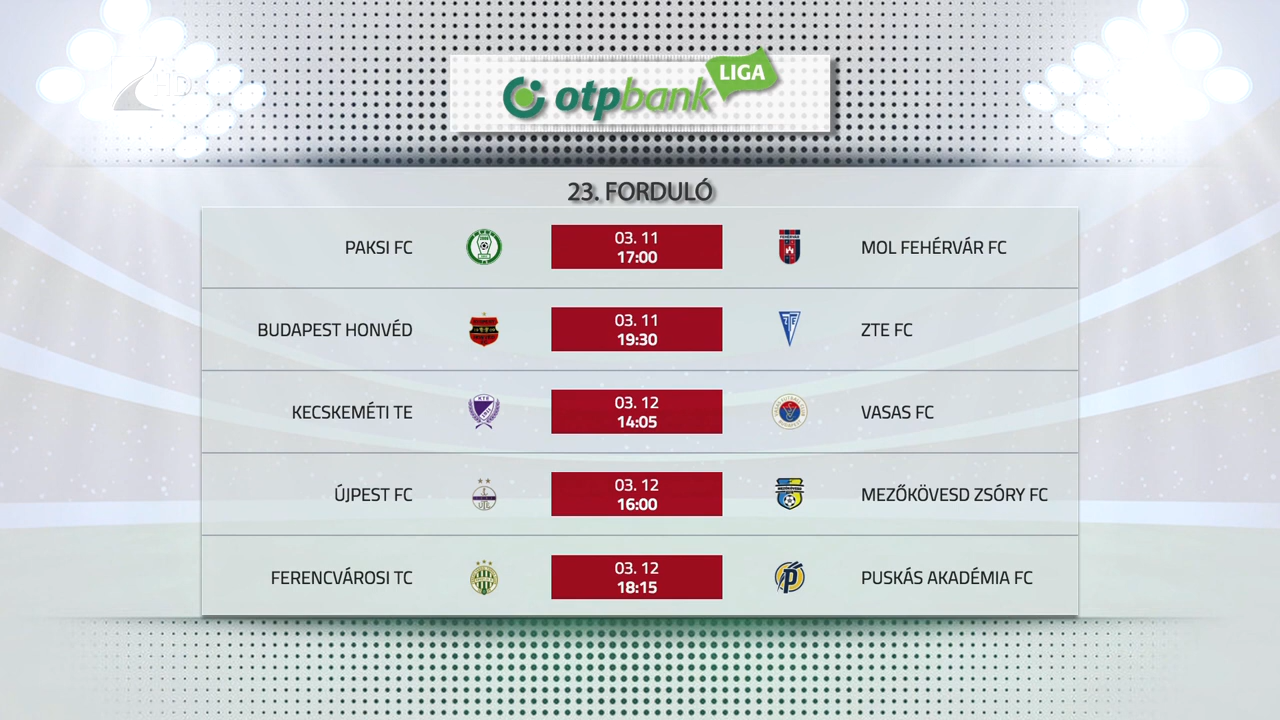 HD
otpbank LIGA
23. FORDULÓ
PAKSI FC 03. 11 17:00 MOL FEHÉRVÁR FC
BUDAPEST HONVÉD 03. 11 19:30 ZTE FC
KECSKEMÉTI TE 03. 12 14:05 VASAS FC
ÚJPEST FC 03. 12 16:00 MEZŐKÖVESD ZSÓRY FC
FERENCVÁROSI TC 03. 12 18:15 PUSKÁS AKADÉMIA FC